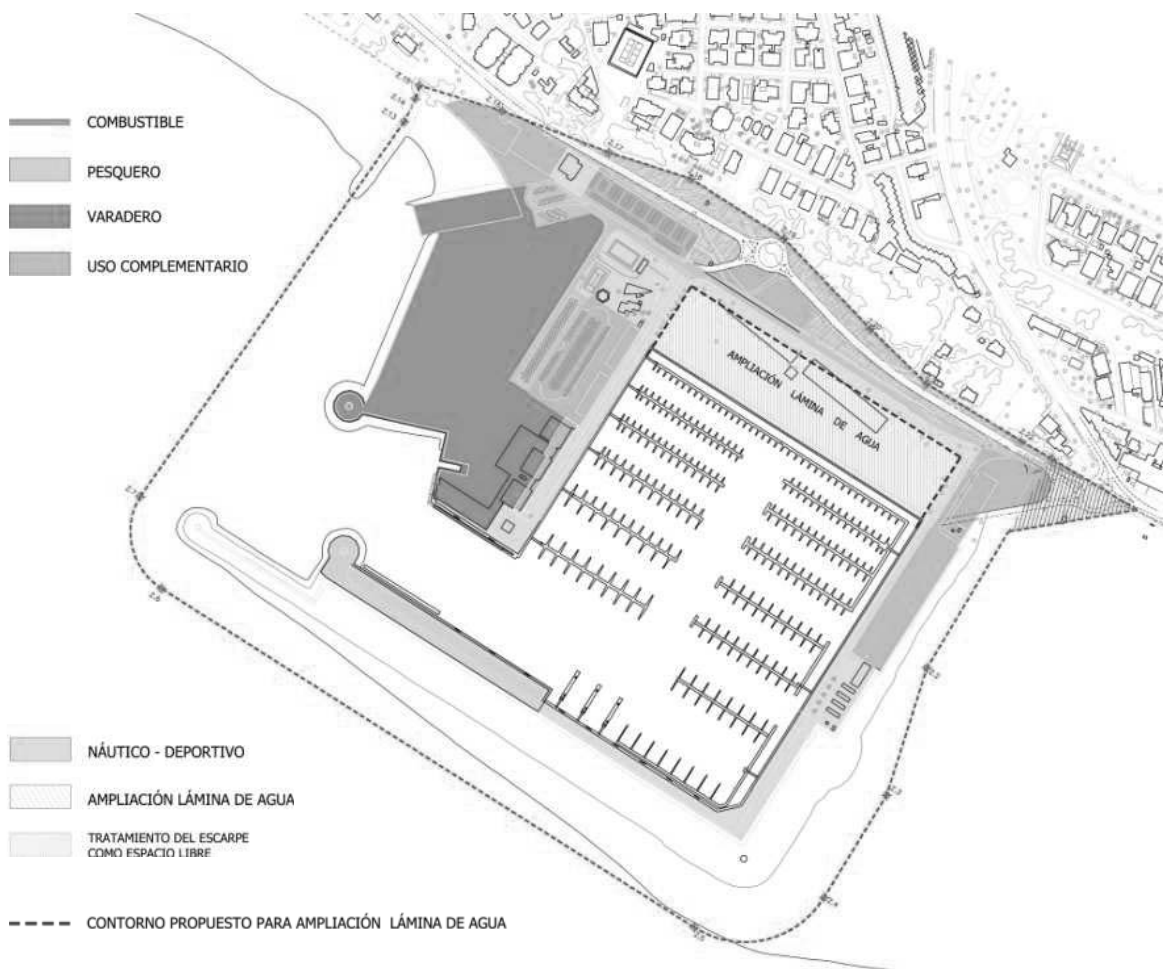 COMBUSTIBLE
PESQUERO
VARADERO
USO COMPLEMENTARIO
AMPLIACIÓN LÁMINA DE AGUA
NÁUTICO - DEPORTIVO
AMPLIACIÓN LÁMINA DE AGUA
TRATAMIENTO DEL ESCARPE
COMO ESPACIO LIBRE
CONTORNO PROPUESTO PARA AMPLIACIÓN LÁMINA DE AGUA